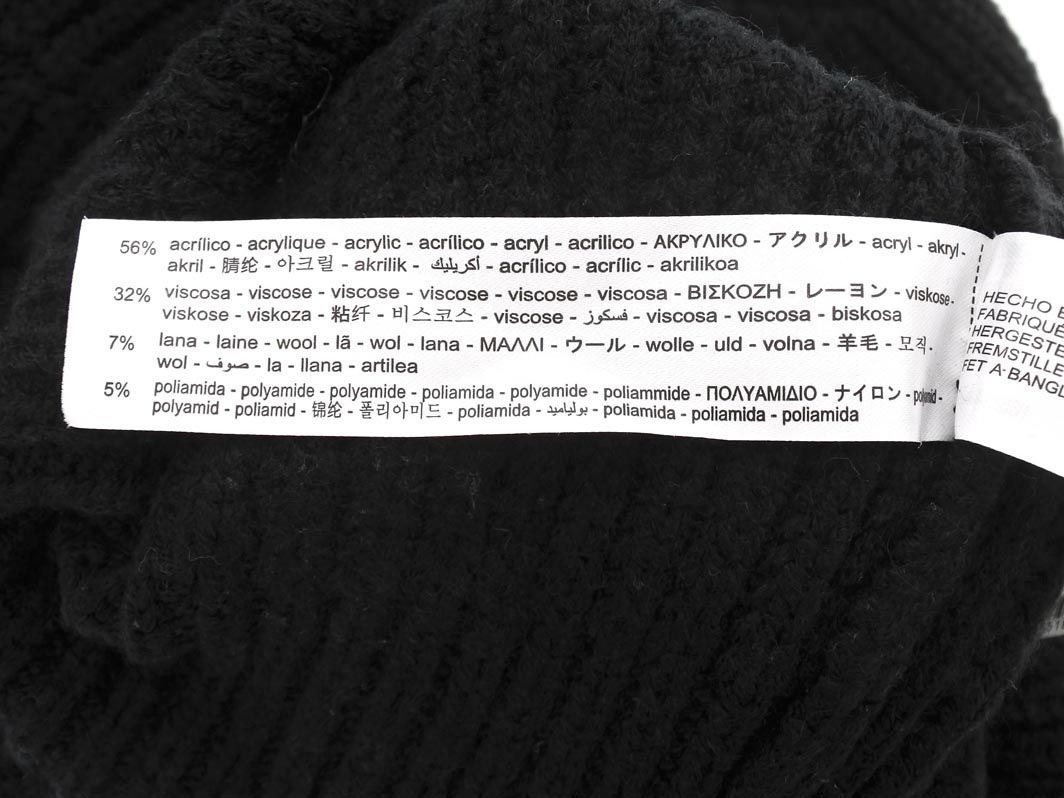 56% acrílico - acrylique - acrylic - acrílico - acryl - acrilico - ΑΚΡΥΛΙΚΟ - アクリル - acryl - akryl -
akril - 腈纶 - 아크릴 - akrilik - أكريليك - acrílico - acrílic - akrilikoa
32% viscosa - viscose - viscose - viscose - viscose - viscosa - ΒΙΣΚΟΖΗ - レーヨン - viskose -
viskose - viskoza - 粘纤 - 비스코스 - viscose - فسكوز - viscosa - viscosa - biskosa
7% lana - laine - wool - lã - wol - lana - ΜΑΛΛΙ - ウール - wolle - uld - volna - 羊毛 - 모직 -
wol - صوف - la - llana - artilea
5% poliamida - polyamide - polyamide - poliamida - polyamide - poliammide - ΠΟΛΥΑΜΙΔΙΟ - ナイロン - polyamid -
polyamid - poliamid - 锦纶 - 폴리아미드 - poliamida - بولياميد - poliamida - poliamida - poliamida
HECHO E
FABRIQUÉ
HERGESTE
FREMSTILLE
FET A·BANGL